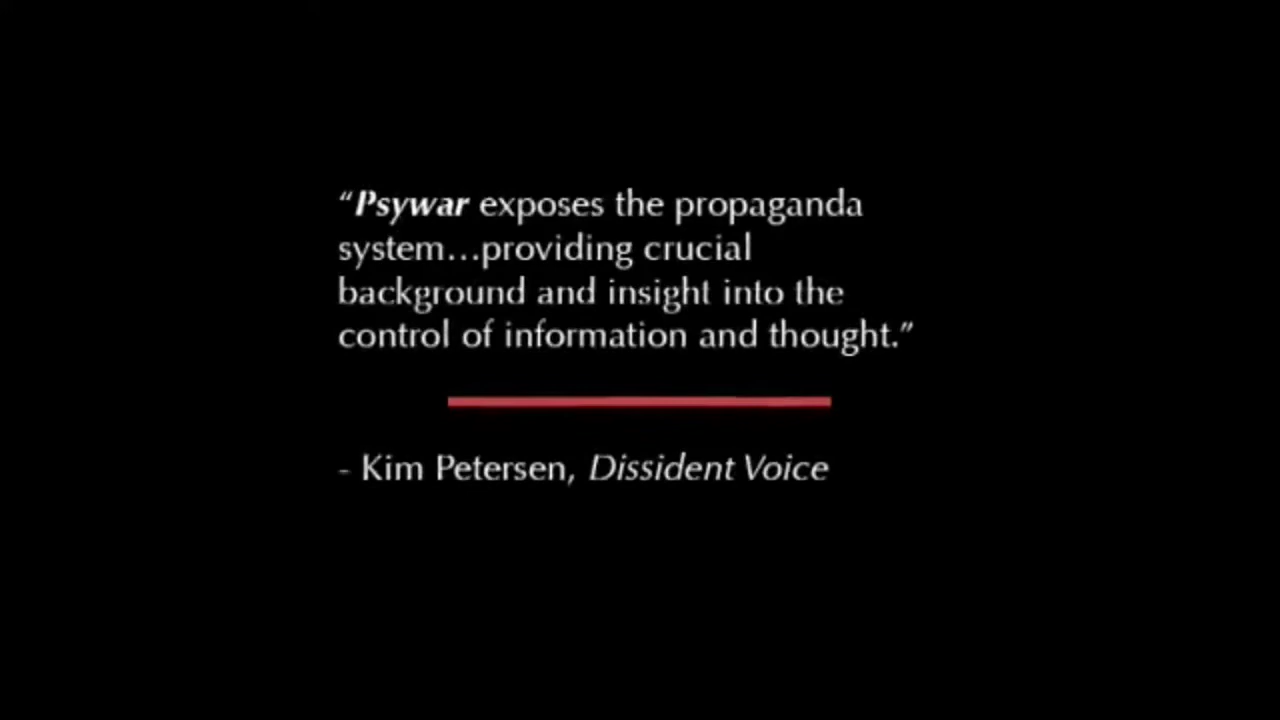 “Psywar exposes the propaganda
system...providing crucial
background and insight into the
control of information and thought.”
- Kim Petersen, Dissident Voice